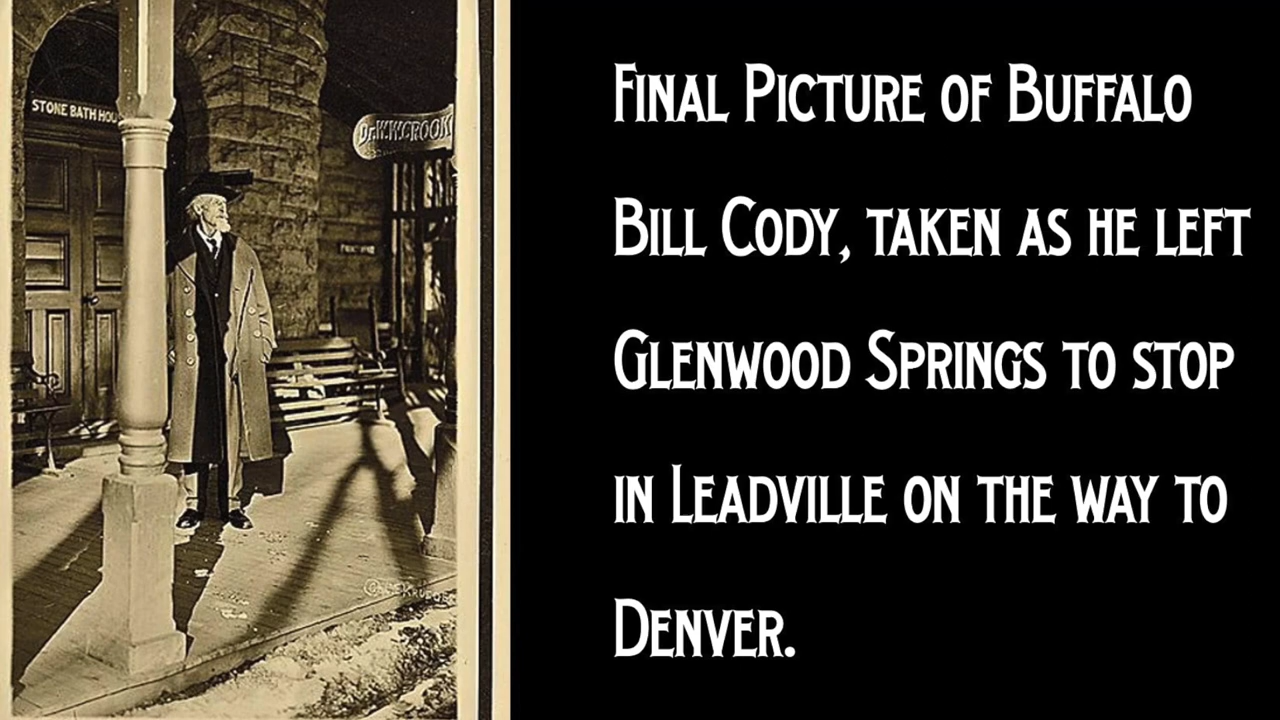 STONE BATH HOU
Dr. W.W. CROOK
FINAL PICTURE OF BUFFALO
BILL CODY, TAKEN AS HE LEFT
GLENWOOD SPRINGS TO STOP
IN LEADVILLE ON THE WAY TO
DENVER.